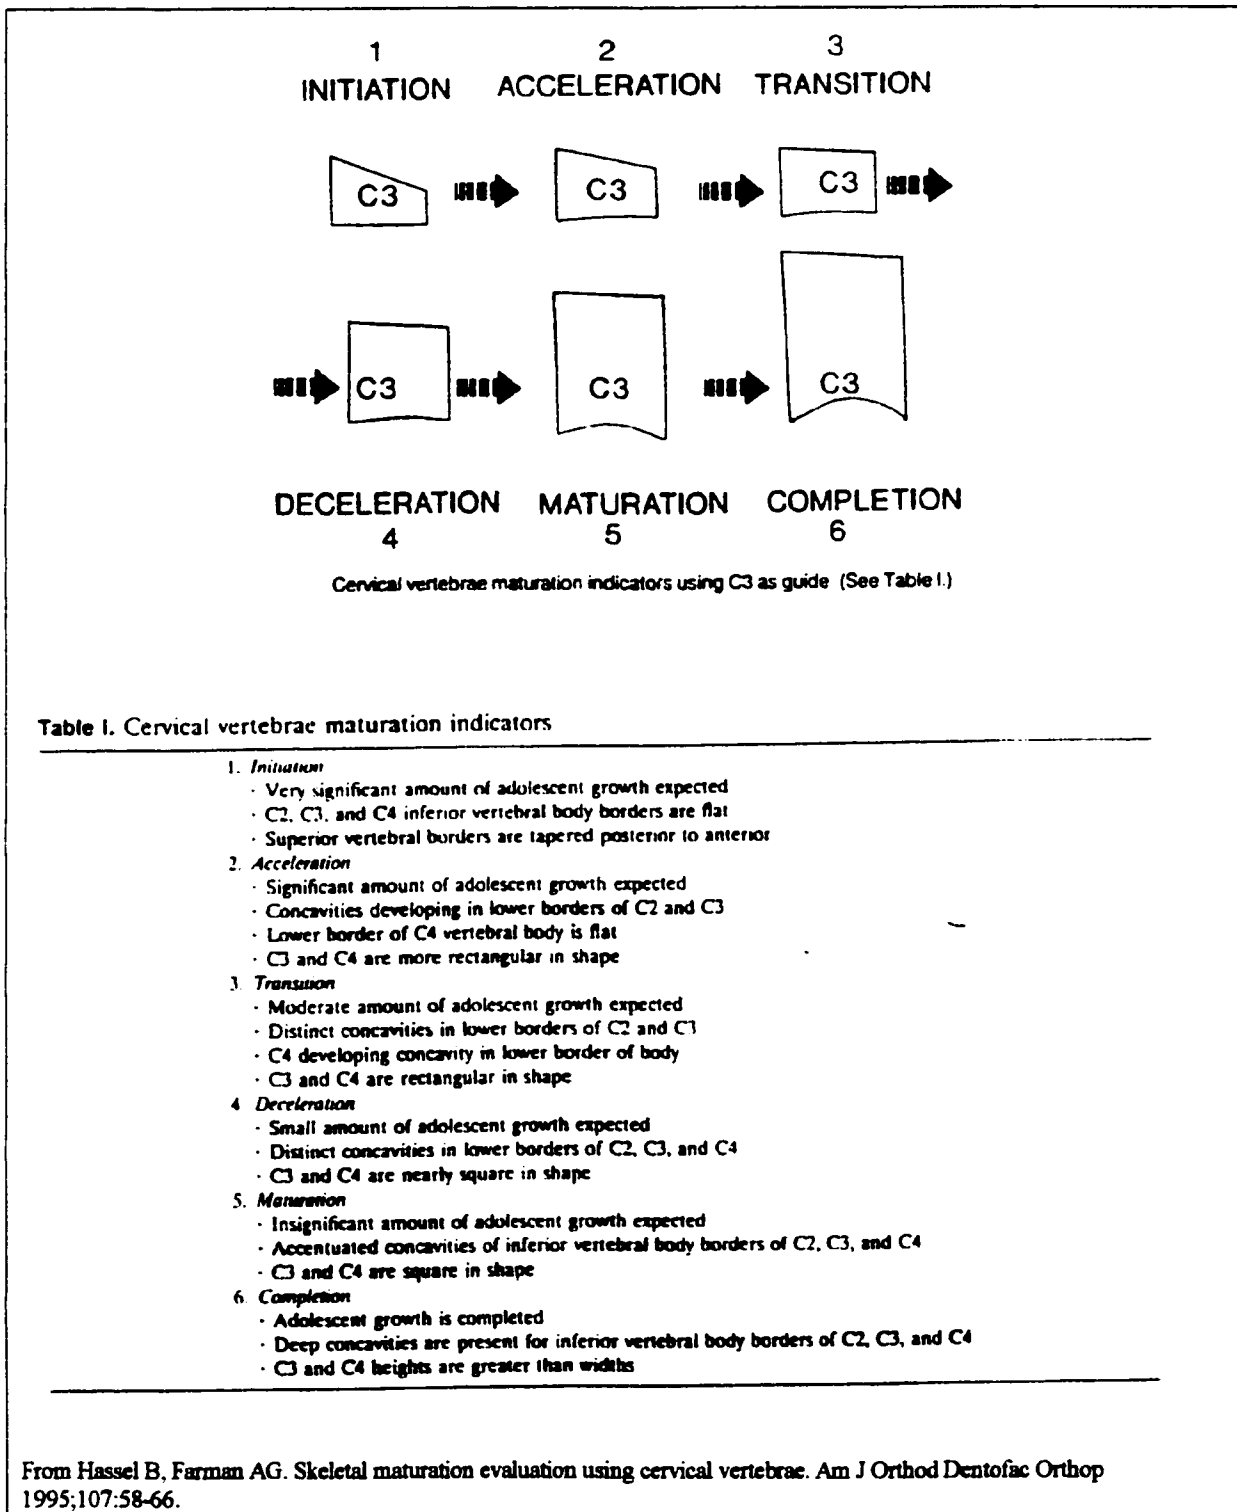 1 2 3
INITIATION ACCELERATION TRANSITION
C3 C3 C3
C3 C3 C3
DECELERATION MATURATION COMPLETION
4 5 6
Cervical vertebrae maturation indicators using C3 as guide (See Table I.)
Table I. Cervical vertebrae maturation indicators
1. Initiation
· Very significant amount of adolescent growth expected
· C2, C3, and C4 inferior vertebral body borders are flat
· Superior vertebral borders are tapered posterior to anterior
2. Acceleration
· Significant amount of adolescent growth expected
· Concavities developing in lower borders of C2 and C3
· Lower border of C4 vertebral body is flat
· C3 and C4 are more rectangular in shape
3. Transition
· Moderate amount of adolescent growth expected
· Distinct concavities in lower borders of C2 and C3
· C4 developing concavity in lower border of body
· C3 and C4 are rectangular in shape
4 Deceleration
· Small amount of adolescent growth expected
· Distinct concavities in lower borders of C2, C3, and C4
· C3 and C4 are nearly square in shape
5. Maturation
· Insignificant amount of adolescent growth expected
· Accentuated concavities of inferior vertebral body borders of C2, C3, and C4
· C3 and C4 are square in shape
6. Completion
· Adolescent growth is completed
· Deep concavities are present for inferior vertebral body borders of C2, C3, and C4
· C3 and C4 heights are greater than widths
From Hassel B, Farman AG. Skeletal maturation evaluation using cervical vertebrae. Am J Orthod Dentofac Orthop
1995;107:58-66.